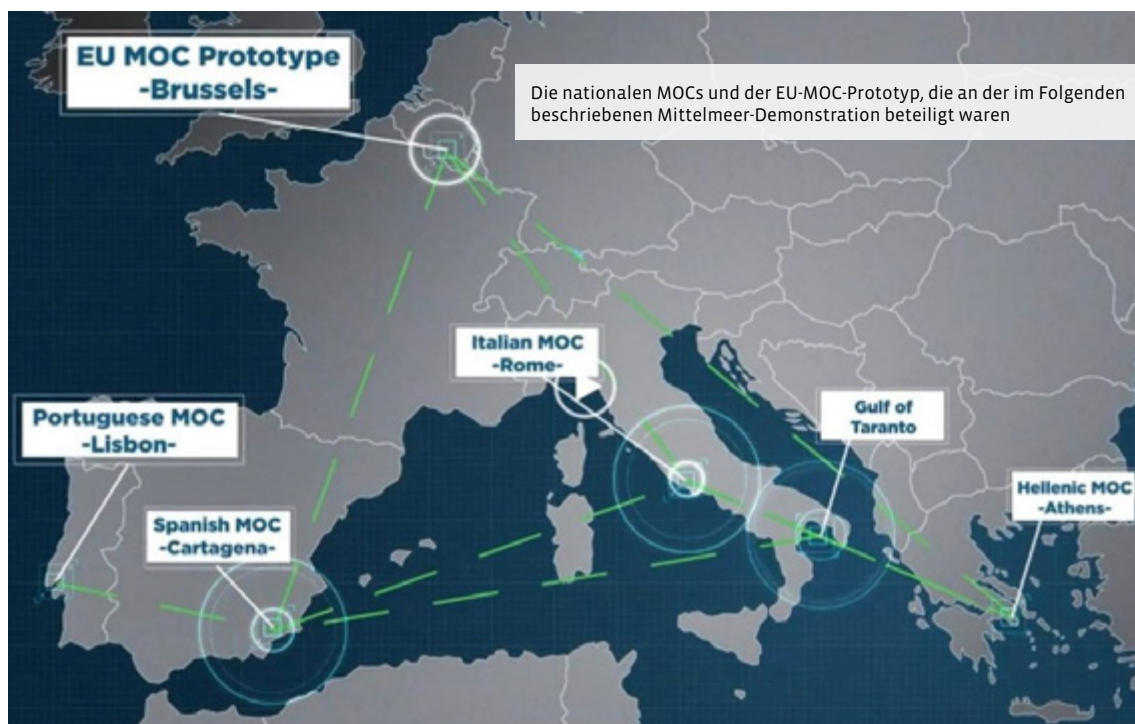 EU MOC Prototype
-Brussels-
Die nationalen MOCs und der EU-MOC-Prototyp, die an der im Folgenden
beschriebenen Mittelmeer-Demonstration beteiligt waren
Italian MOC
-Rome-
Gulf of
Taranto
Portuguese MOC
-Lisbon-
Hellenic MOC
-Athens-
Spanish MOC
-Cartagena-